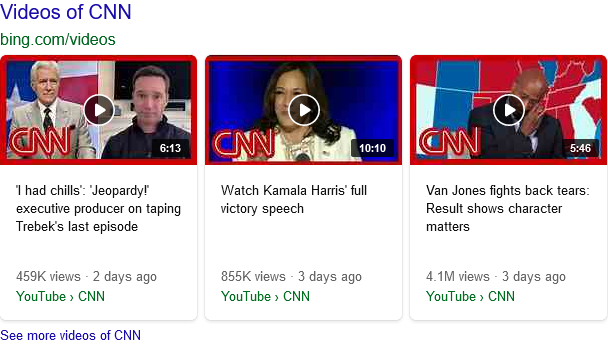 Videos of CNN
bing.com/videos
CNN
6:13
CNN
10:10
CNN
5:46
'I had chills': 'Jeopardy!'
executive producer on taping
Trebek's last episode
459K views · 2 days ago
YouTube › CNN
Watch Kamala Harris' full
victory speech
855K views · 3 days ago
YouTube › CNN
Van Jones fights back tears:
Result shows character
matters
4.1M views · 3 days ago
YouTube › CNN
See more videos of CNN